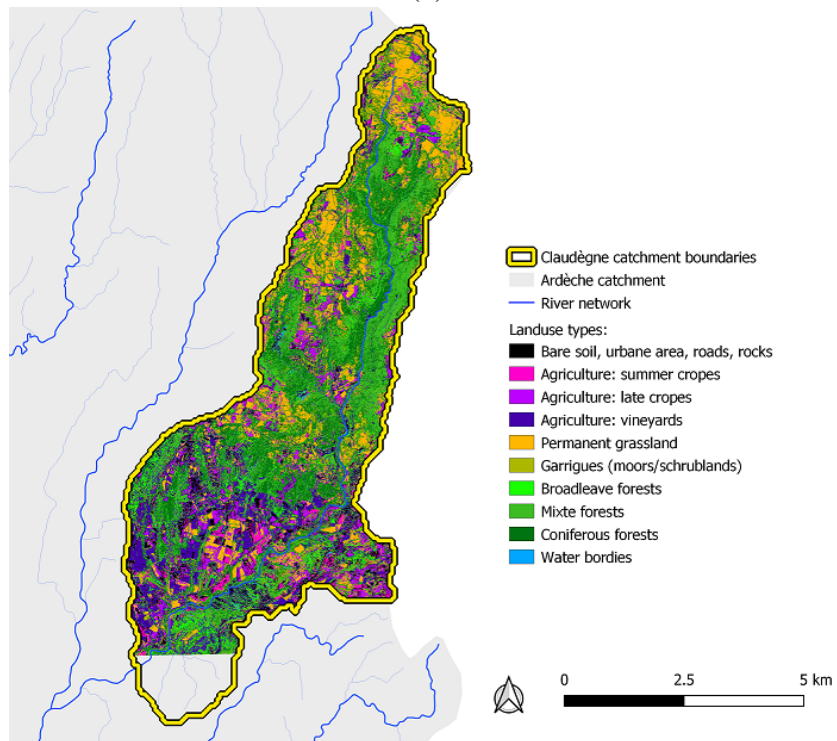 Claudègne catchment boundaries
Ardèche catchment
River network
Landuse types:
Bare soil, urbane area, roads, rocks
Agriculture: summer cropes
Agriculture: late cropes
Agriculture: vineyards
Permanent grassland
Garrigues (moors/schrublands)
Broadleave forests
Mixte forests
Coniferous forests
Water bordies
0 2.5 5 km